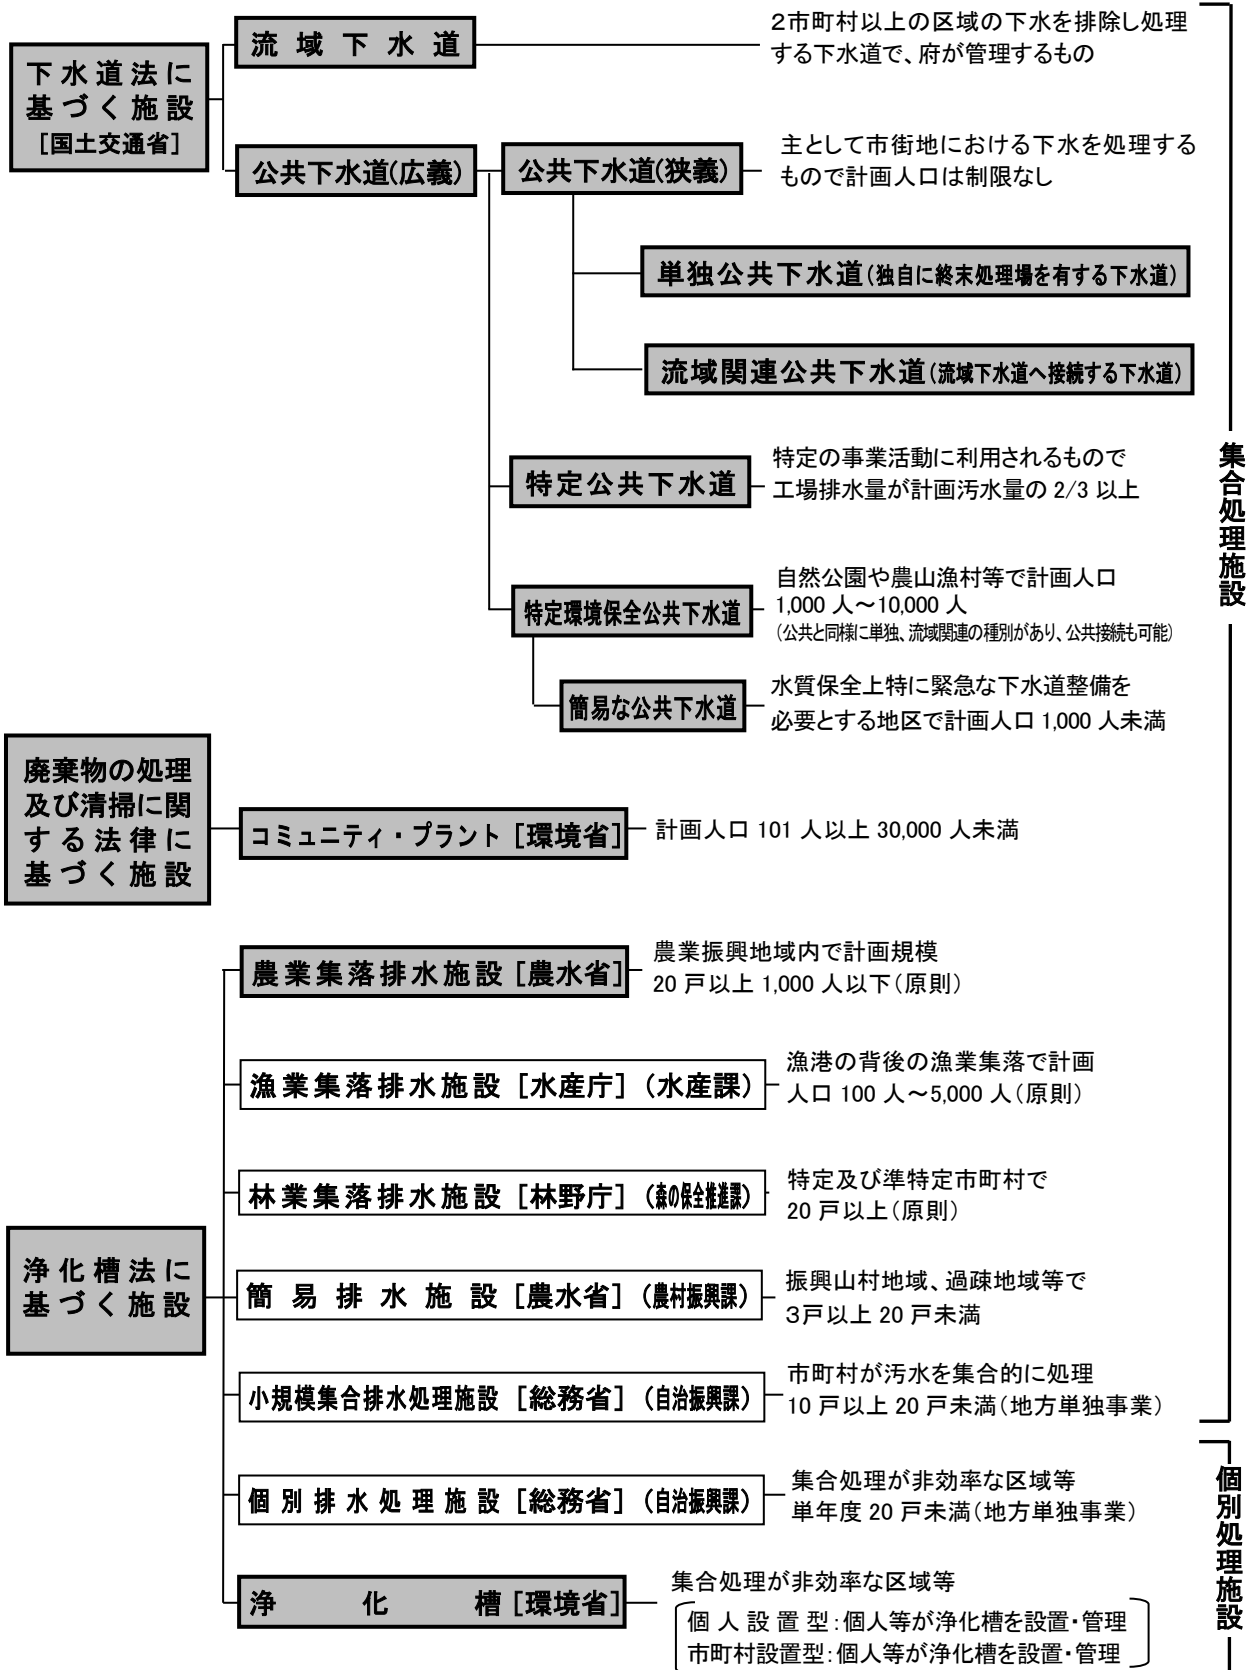 下水道法に
基づく施設
[国土交通省]
流域下水道
2市町村以上の区域の下水を排除し処理
する下水道で、府が管理するもの
公共下水道(広義)
公共下水道(狭義)
主として市街地における下水を処理する
もので計画人口は制限なし
単独公共下水道(独自に終末処理場を有する下水道)
流域関連公共下水道(流域下水道へ接続する下水道)
特定公共下水道
特定の事業活動に利用されるもので
工場排水量が計画汚水量の 2/3 以上
特定環境保全公共下水道
自然公園や農山漁村等で計画人口
1,000 人～10,000 人
(公共と同様に単独、流域関連の種別があり、公共接続も可能)
簡易な公共下水道
水質保全上特に緊急な下水道整備を
必要とする地区で計画人口 1,000 人未満
集合処理施設
廃棄物の処理
及び清掃に関
する法律に
基づく施設
コミュニティ・プラント [環境省]
計画人口 101 人以上 30,000 人未満
浄化槽法に
基づく施設
農業集落排水施設 [農水省]
農業振興地域内で計画規模
20 戸以上 1,000 人以下(原則)
漁業集落排水施設 [水産庁] (水産課)
漁港の背後の漁業集落で計画
人口 100 人～5,000 人(原則)
林業集落排水施設 [林野庁] (森の保全推進課)
特定及び準特定市町村で
20 戸以上(原則)
簡易排水施設 [農水省] (農村振興課)
振興山村地域、過疎地域等で
3戸以上 20 戸未満
小規模集合排水処理施設 [総務省] (自治振興課)
市町村が汚水を集合的に処理
10 戸以上 20 戸未満(地方単独事業)
個別排水処理施設 [総務省] (自治振興課)
集合処理が非効率な区域等
単年度 20 戸未満(地方単独事業)
浄化槽 [環境省]
集合処理が非効率な区域等
個人設置型:個人等が浄化槽を設置・管理
市町村設置型:個人等が浄化槽を設置・管理
個別処理施設